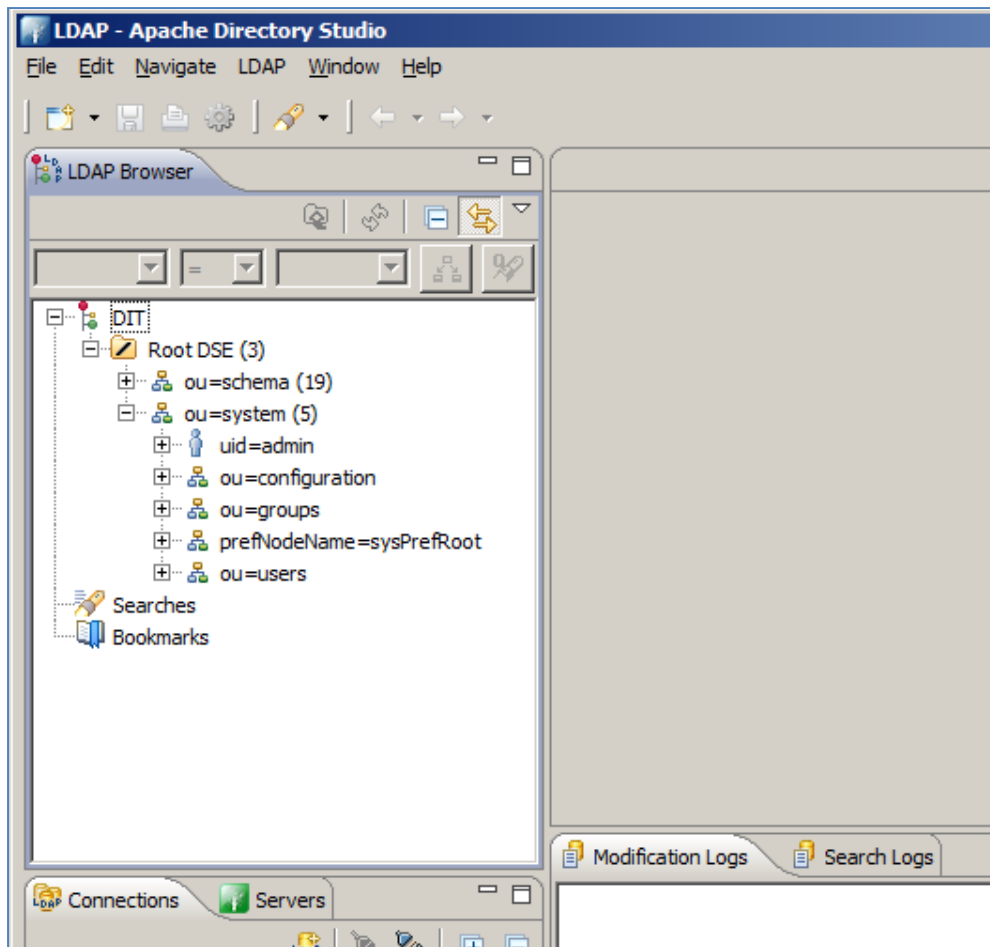 LDAP - Apache Directory Studio
File Edit Navigate LDAP Window Help
LDAP Browser
=
DIT
Root DSE (3)
ou=schema (19)
ou=system (5)
uid=admin
ou=configuration
ou=groups
prefNodeName=sysPrefRoot
ou=users
Searches
Bookmarks
Modification Logs Search Logs
Connections Servers